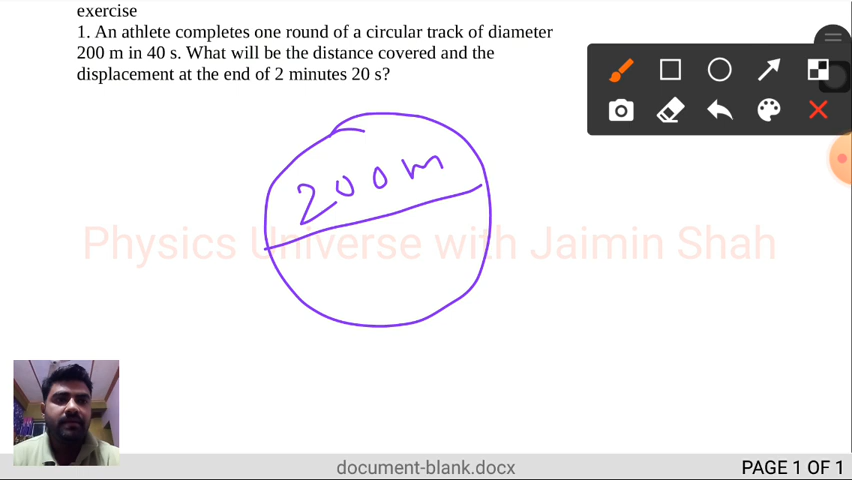 exercise
1. An athlete completes one round of a circular track of diameter
200 m in 40 s. What will be the distance covered and the
displacement at the end of 2 minutes 20 s?
200m
Physics Universe with Jaimin Shah
document-blank.docx
PAGE 1 OF 1